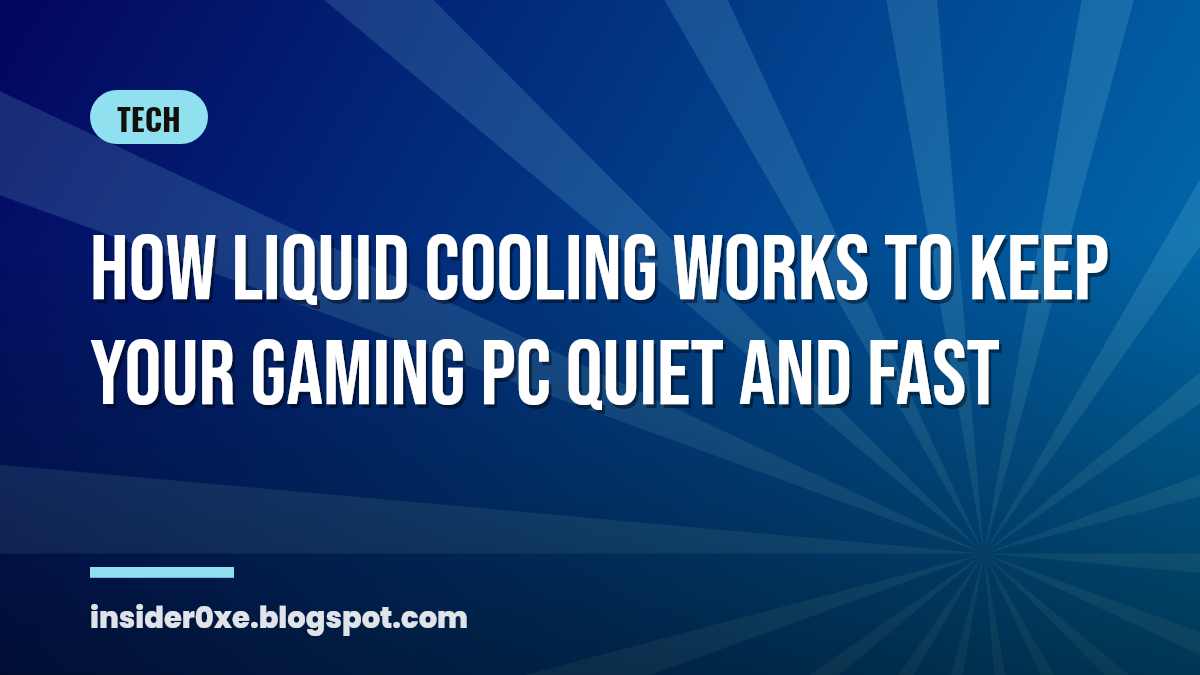 TECH
HOW LIQUID COOLING WORKS TO KEEP
YOUR GAMING PC QUIET AND FAST
insider0xe.blogspot.com